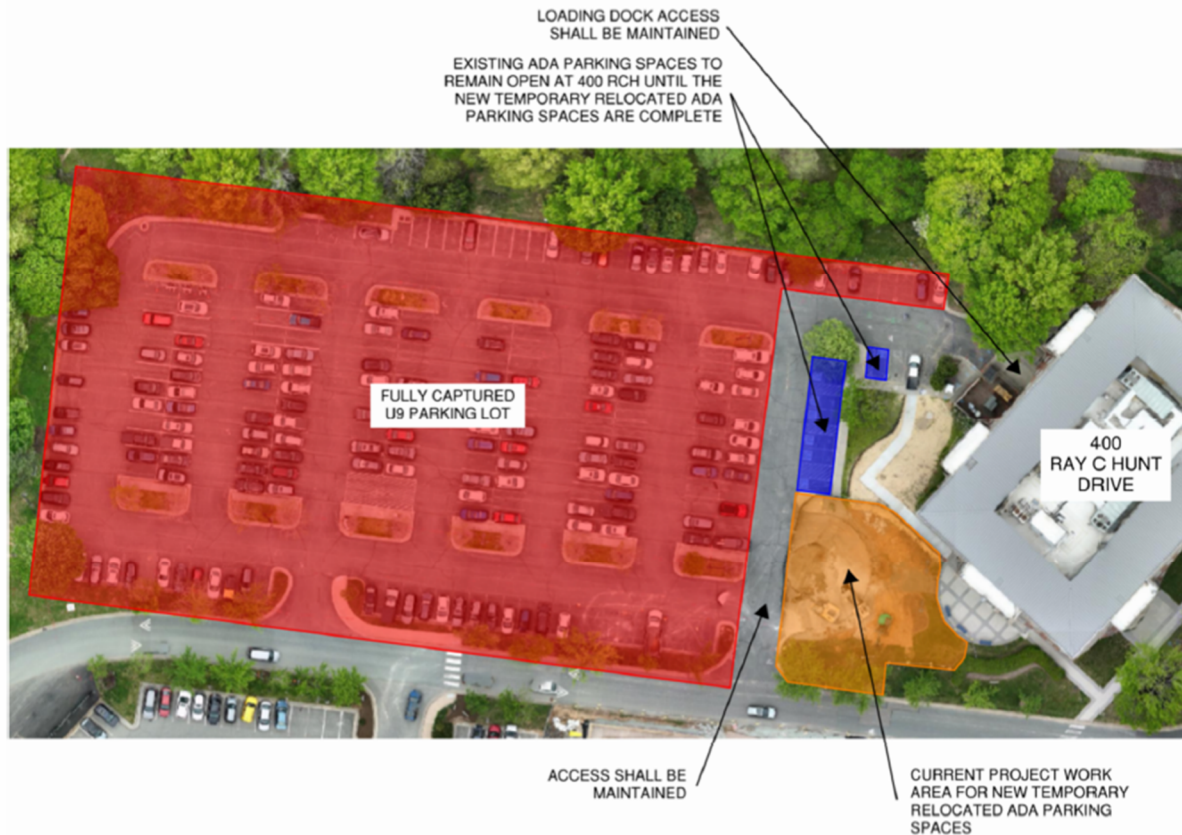 LOADING DOCK ACCESS
SHALL BE MAINTAINED
EXISTING ADA PARKING SPACES TO
REMAIN OPEN AT 400 RCH UNTIL THE
NEW TEMPORARY RELOCATED ADA
PARKING SPACES ARE COMPLETE
FULLY CAPTURED
U9 PARKING LOT
400
RAY C HUNT
DRIVE
ACCESS SHALL BE
MAINTAINED
CURRENT PROJECT WORK
AREA FOR NEW TEMPORARY
RELOCATED ADA PARKING
SPACES